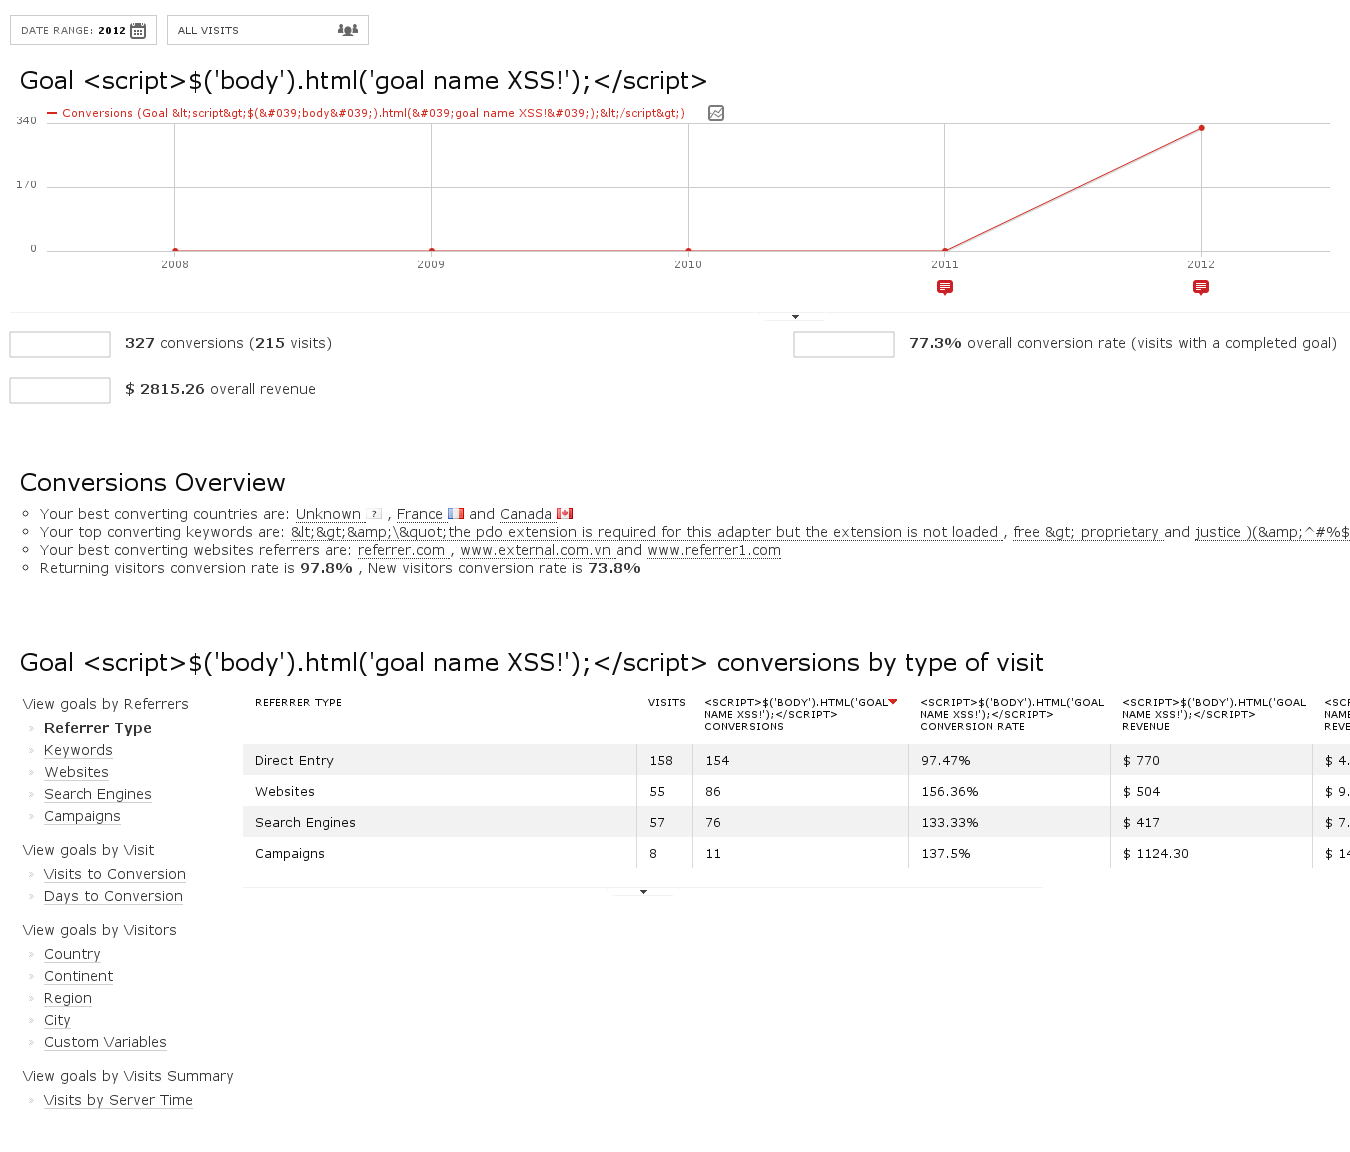 DATE RANGE: 2012
ALL VISITS
Goal <script>$('body').html('goal name XSS!');</script>
Conversions (Goal &lt;script&gt;$(&#039;body&#039;).html(&#039;goal name XSS!&#039;);&lt;/script&gt;)
340
170
0
2008 2009 2010 2011 2012
327 conversions (215 visits)
77.3% overall conversion rate (visits with a completed goal)
$ 2815.26 overall revenue
Conversions Overview
Your best converting countries are: Unknown ? , France and Canada
Your top converting keywords are: &lt;&gt;&amp;\&quot;the pdo extension is required for this adapter but the extension is not loaded , free &gt; proprietary and justice )(&amp;^#%$
Your best converting websites referrers are: referrer.com , www.external.com.vn and www.referrer1.com
Returning visitors conversion rate is 97.8% , New visitors conversion rate is 73.8%
Goal <script>$('body').html('goal name XSS!');</script> conversions by type of visit
View goals by Referrers
» Referrer Type
» Keywords
» Websites
» Search Engines
» Campaigns
View goals by Visit
» Visits to Conversion
» Days to Conversion
View goals by Visitors
» Country
» Continent
» Region
» City
» Custom Variables
View goals by Visits Summary
» Visits by Server Time
REFERRER TYPE
VISITS
<SCRIPT>$('BODY').HTML('GOAL
NAME XSS!');</SCRIPT>
CONVERSIONS
<SCRIPT>$('BODY').HTML('GOAL
NAME XSS!');</SCRIPT>
CONVERSION RATE
<SCRIPT>$('BODY').HTML('GOAL
NAME XSS!');</SCRIPT>
REVENUE
Direct Entry 158 154 97.47% $ 770 $ 4.
Websites 55 86 156.36% $ 504 $ 9.
Search Engines 57 76 133.33% $ 417 $ 7.
Campaigns 8 11 137.5% $ 1124.30 $ 14